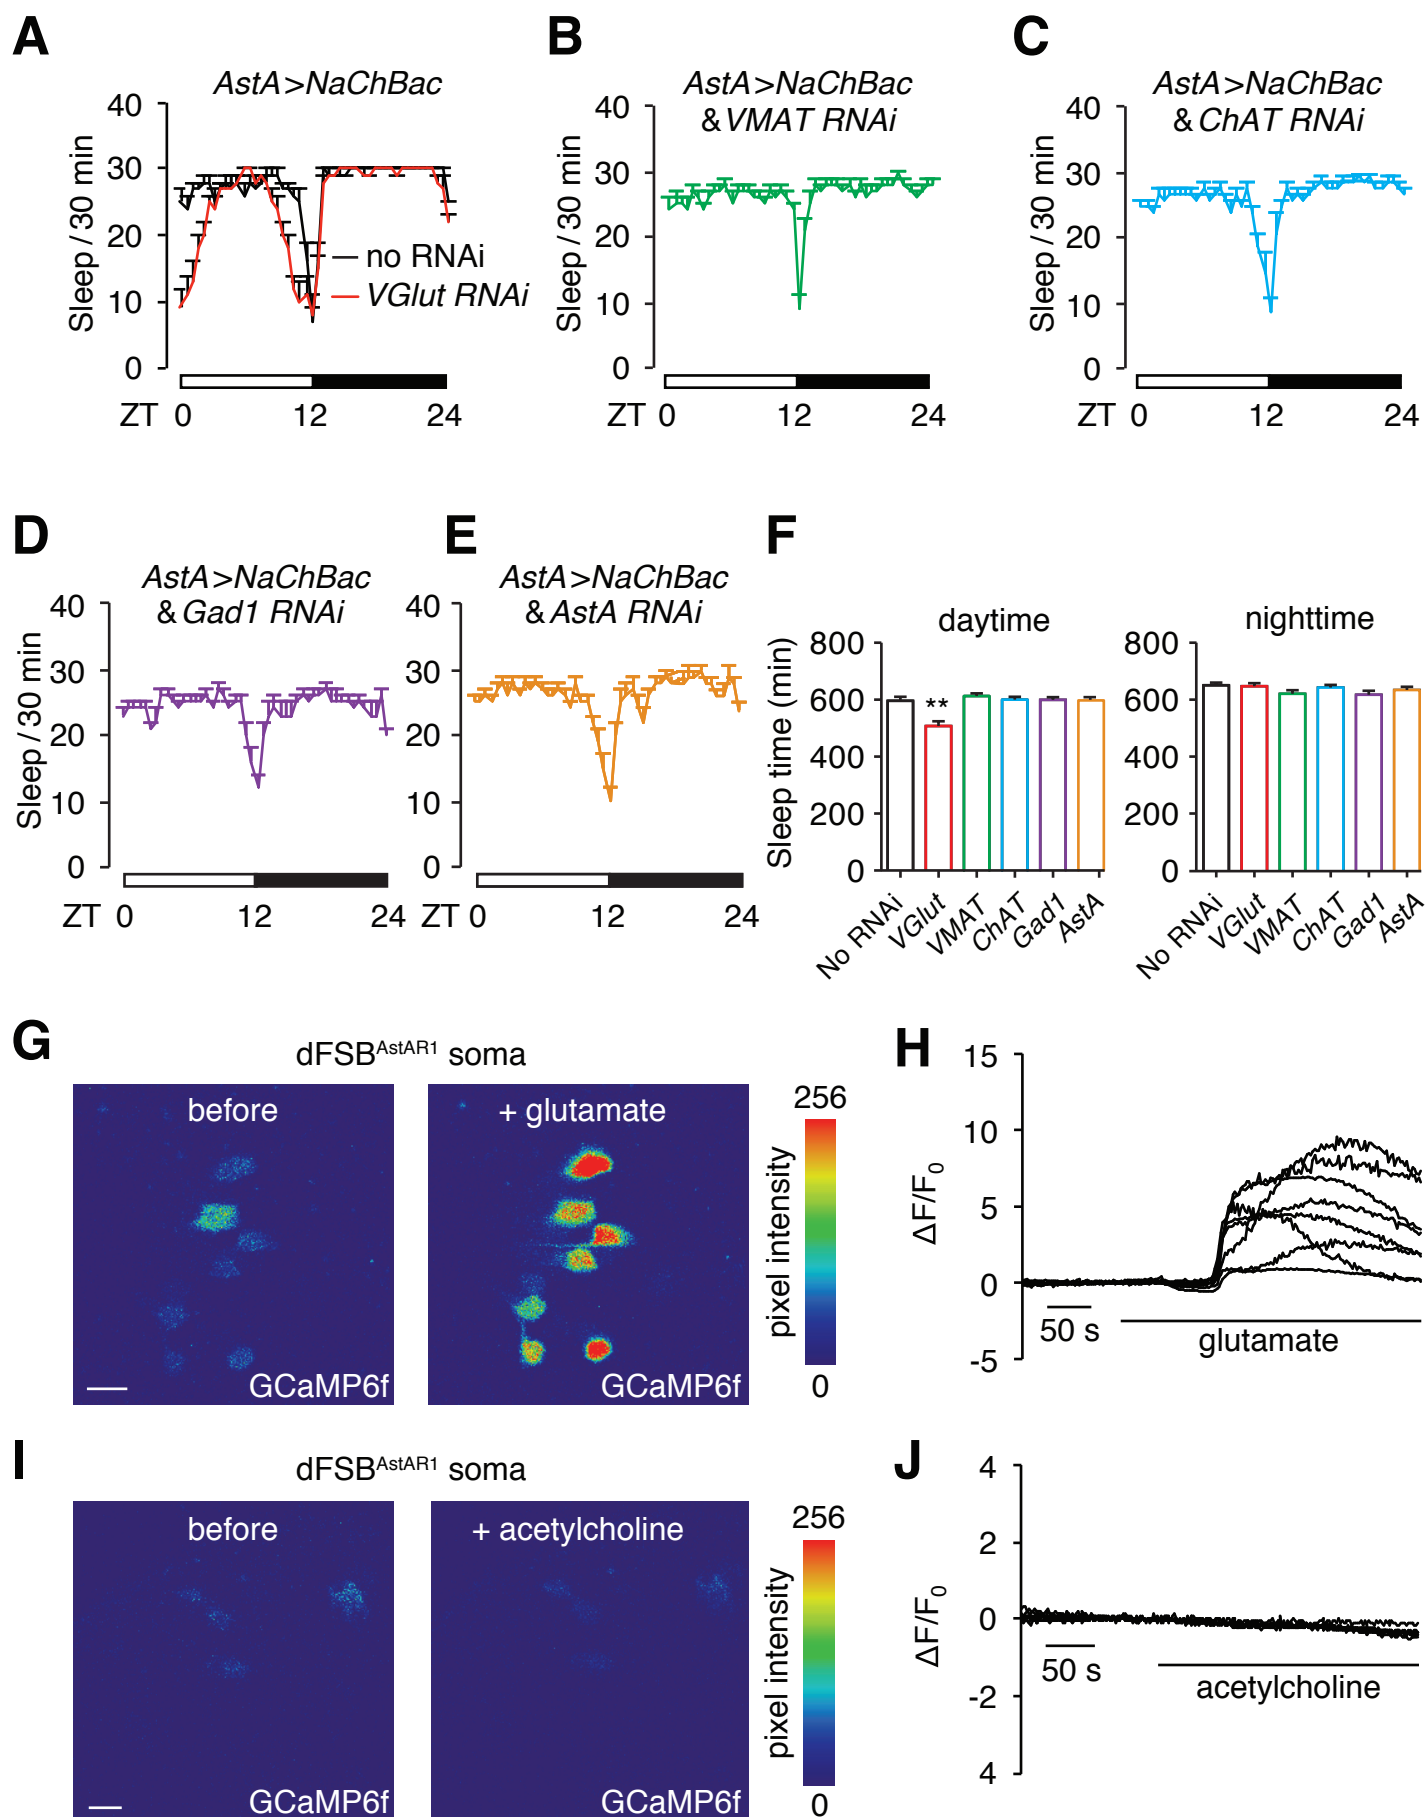 A
AstA>NaChBac
40
30
20
10
0
Sleep / 30 min
no RNAi
VGlut RNAi
ZT 0 12 24
B
AstA>NaChBac
& VMAT RNAi
40
30
20
10
0
Sleep / 30 min
ZT 0 12 24
C
AstA>NaChBac
& ChAT RNAi
40
30
20
10
0
Sleep / 30 min
ZT 0 12 24
D
AstA>NaChBac
& Gad1 RNAi
40
30
20
10
0
Sleep / 30 min
ZT 0 12 24
E
AstA>NaChBac
& AstA RNAi
40
30
20
10
0
ZT 0 12 24
F
daytime
800
600
400
200
0
Sleep time (min)
**
No RNAi
VGlut
VMAT
ChAT
Gad1
AstA
nighttime
800
600
400
200
0
No RNAi
VGlut
VMAT
ChAT
Gad1
AstA
G
dFSB^AstAR1 soma
before
GCaMP6f
+ glutamate
GCaMP6f
256
pixel intensity
0
H
15
10
5
0
-5
ΔF/F₀
50 s
glutamate
I
dFSB^AstAR1 soma
before
GCaMP6f
+ acetylcholine
GCaMP6f
256
pixel intensity
0
J
4
2
0
-2
4
ΔF/F₀
50 s
acetylcholine